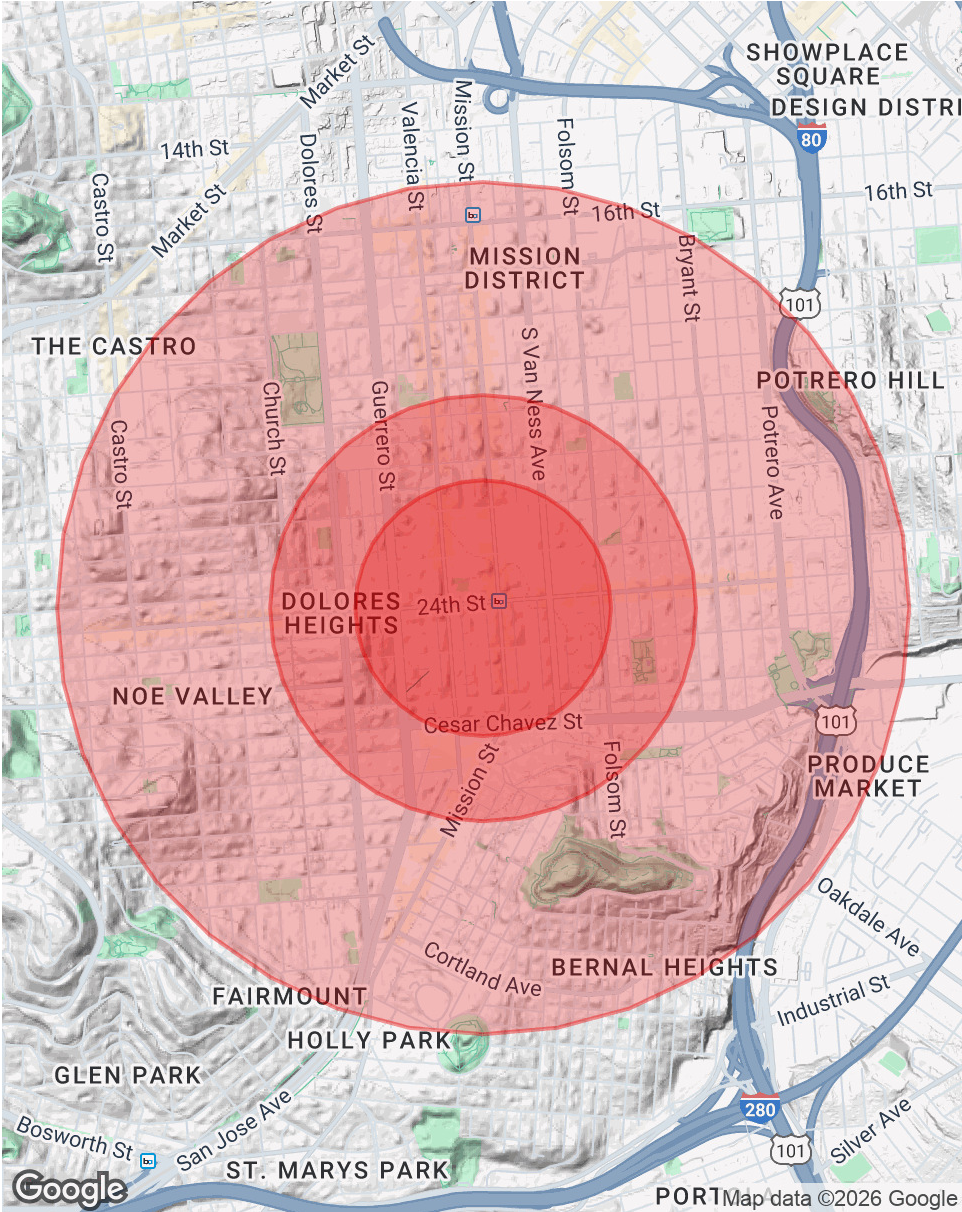 SHOWPLACE
SQUARE
DESIGN DISTRI
Market St
Mission St
Valencia St
Folsom St
80
14th St
Dolores St
Castro St
Market St
16th St
16th St
MISSION
DISTRICT
Bryant St
101
THE CASTRO
S Van Ness Ave
POTRERO HILL
Church St
Guerrero St
Castro St
Potrero Ave
DOLORES
HEIGHTS
24th St
NOE VALLEY
Cesar Chavez St
101
Mission St
Folsom St
PRODUCE
MARKET
Oakdale Ave
Cortland Ave
BERNAL HEIGHTS
FAIRMOUNT
Industrial St
HOLLY PARK
GLEN PARK
San Jose Ave
280
Silver Ave
Bosworth St
101
ST. MARYS PARK
Google
PORT
Map data ©2026 Google